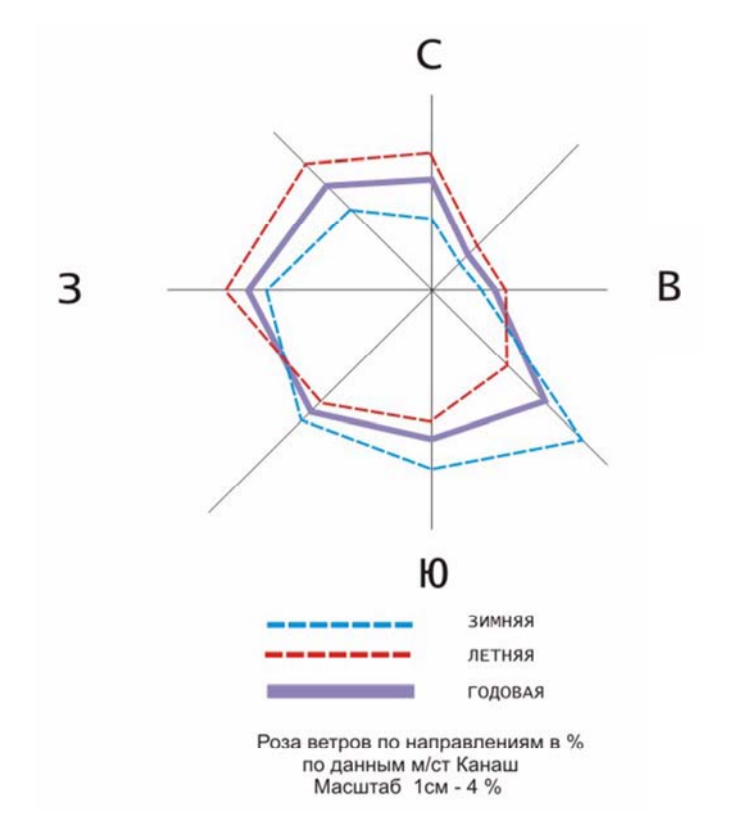 С
З
В
Ю
ЗИМНЯЯ
ЛЕТНЯЯ
ГОДОВАЯ
Роза ветров по направлениям в %
по данным м/ст Канаш
Масштаб 1см - 4 %